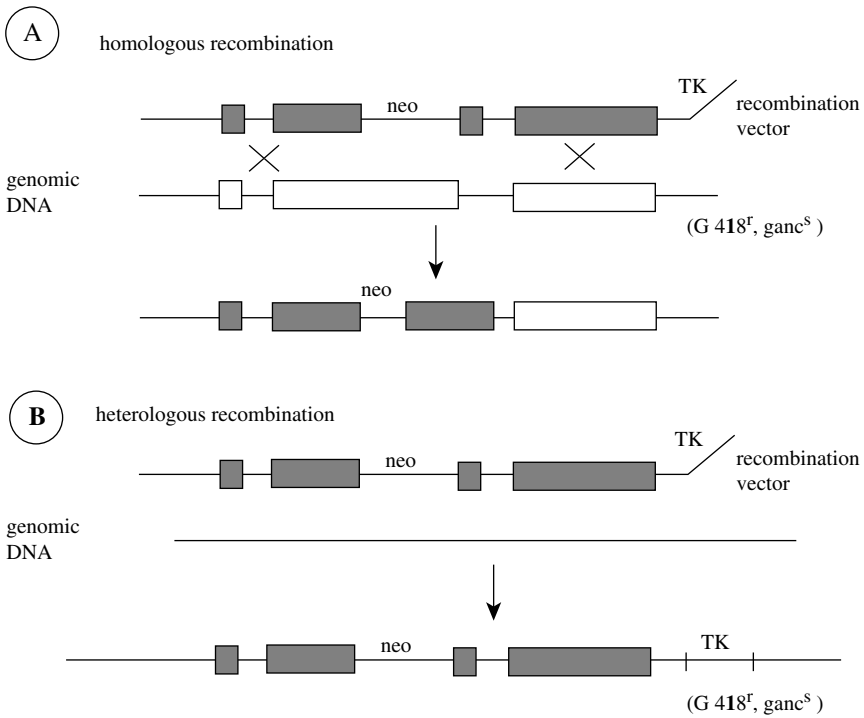 A
homologous recombination
neo
TK
recombination
vector
genomic
DNA
(G 418r, gancs )
neo
B
heterologous recombination
neo
TK
recombination
vector
genomic
DNA
neo
TK
(G 418r, gancs )